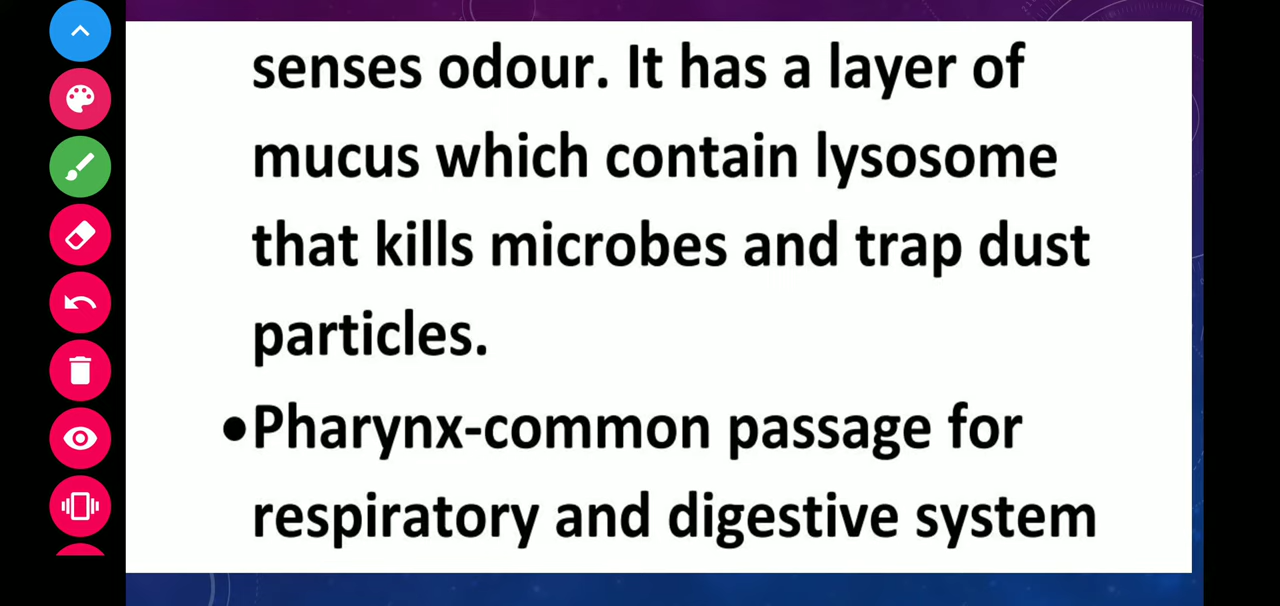 senses odour. It has a layer of
mucus which contain lysosome
that kills microbes and trap dust
particles.
•Pharynx-common passage for
respiratory and digestive system